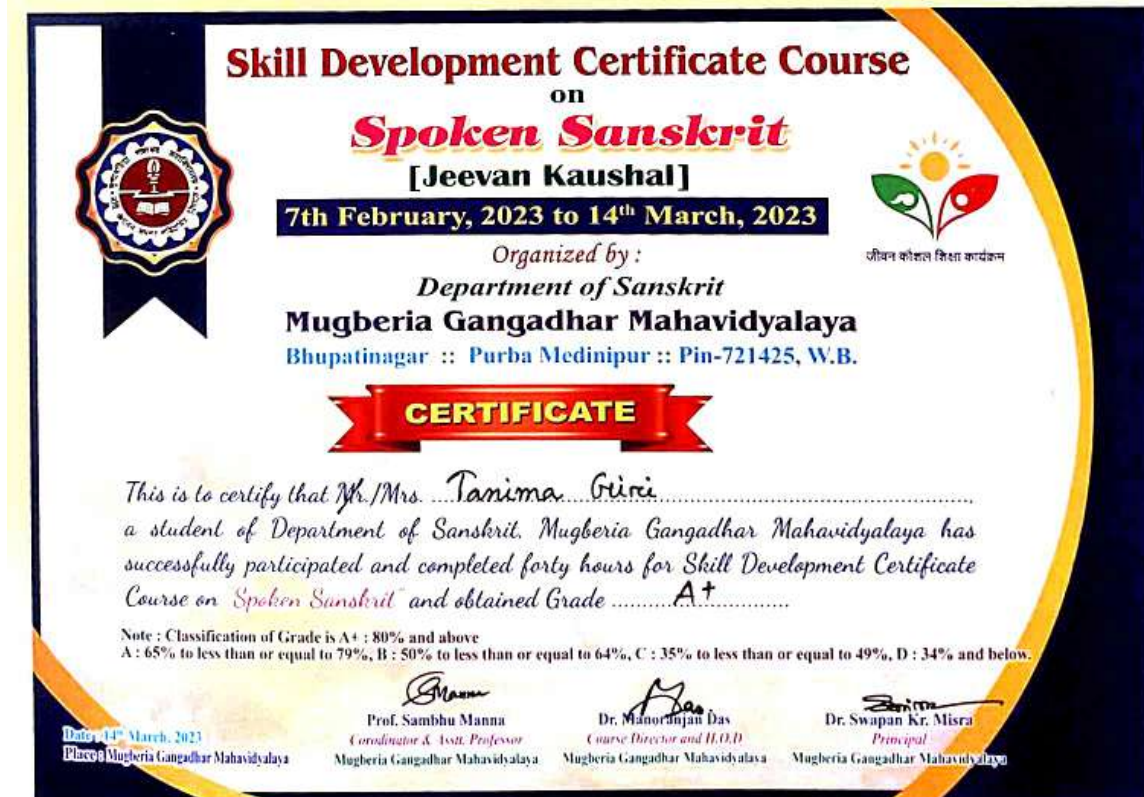 Skill Development Certificate Course
on
Spoken Sanskrit
[Jeevan Kaushal]
7th February, 2023 to 14th March, 2023
जीवन कौशल शिक्षा कार्यक्रम
Organized by :
Department of Sanskrit
Mugberia Gangadhar Mahavidyalaya
Bhupatinagar :: Purba Medinipur :: Pin-721425, W.B.
CERTIFICATE
This is to certify that Mr./Mrs. Tanima Giri
a student of Department of Sanskrit, Mugberia Gangadhar Mahavidyalaya has
successfully participated and completed forty hours for Skill Development Certificate
Course on "Spoken Sanskrit" and obtained Grade A+
Note : Classification of Grade is A+ : 80% and above
A : 65% to less than or equal to 79%, B : 50% to less than or equal to 64%, C : 35% to less than or equal to 49%, D : 34% and below.
Prof. Sambhu Manna
Corodinator & Asstt. Professor
Mugberia Gangadhar Mahavidyalaya
Dr. Manoranjan Das
Course Director and H.O.D
Mugberia Gangadhar Mahavidyalaya
Dr. Swapan Kr. Misra
Principal
Mugberia Gangadhar Mahavidyalaya
Date : 14th March, 2023
Place : Mugberia Gangadhar Mahavidyalaya